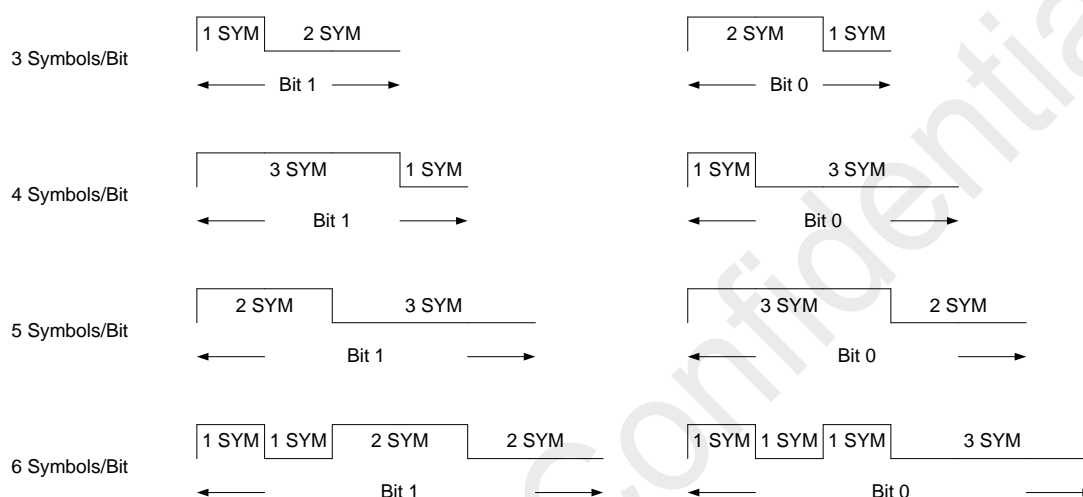 1 SYM 2 SYM 2 SYM 1 SYM
3 Symbols/Bit
Bit 1 Bit 0
3 SYM 1 SYM 1 SYM 3 SYM
4 Symbols/Bit
Bit 1 Bit 0
2 SYM 3 SYM 3 SYM 2 SYM
5 Symbols/Bit
Bit 1 Bit 0
1 SYM 1 SYM 2 SYM 2 SYM 1 SYM 1 SYM 1 SYM 3 SYM
6 Symbols/Bit
Bit 1 Bit 0
Confidentia